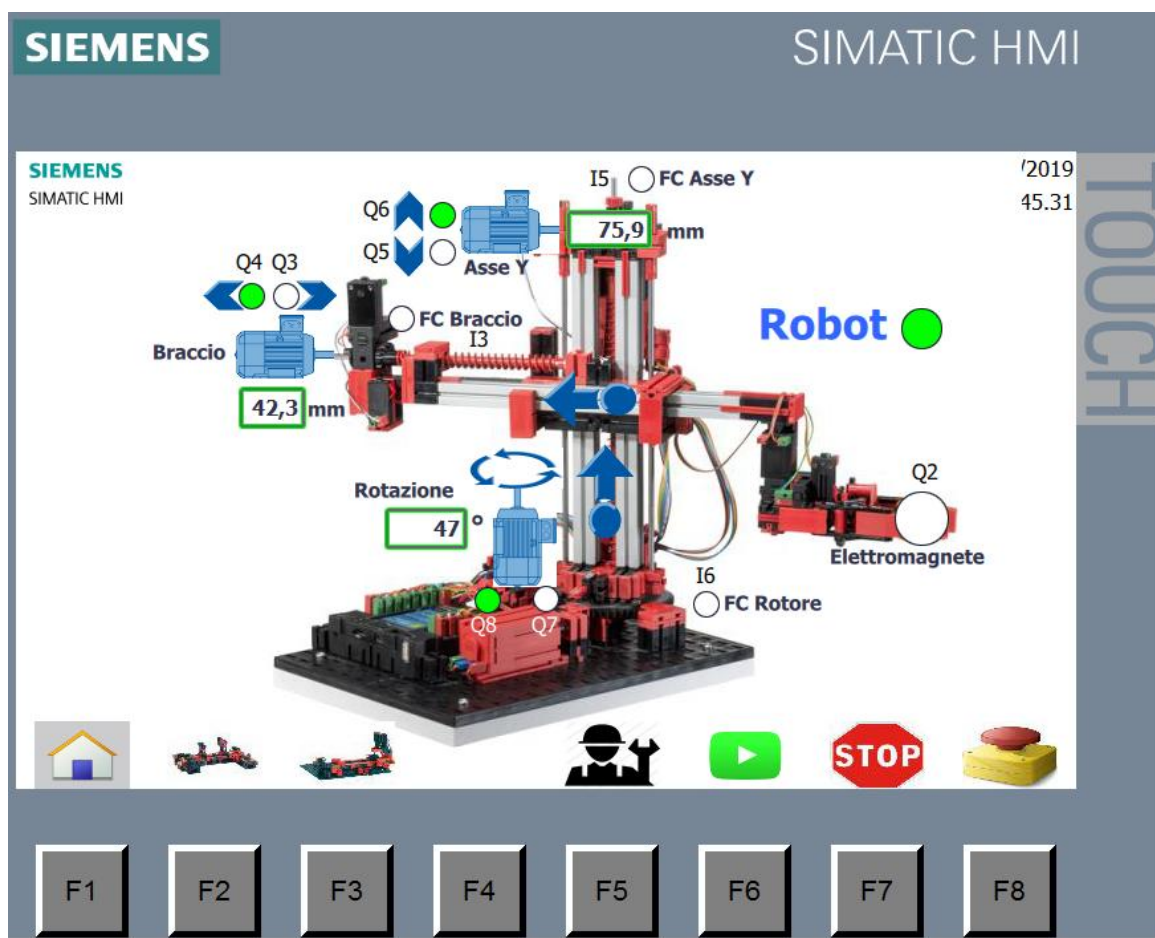 SIEMENS
SIMATIC HMI
TOUCH
SIEMENS
SIMATIC HMI
/2019
45.31
I5
FC Asse Y
Q6
75,9 mm
Q5
Asse Y
Q4 Q3
FC Braccio
I3
Robot
Braccio
42,3 mm
Q2
Rotazione
47 °
Elettromagnete
I6
FC Rotore
Q8 Q7
STOP
F1
F2
F3
F4
F5
F6
F7
F8